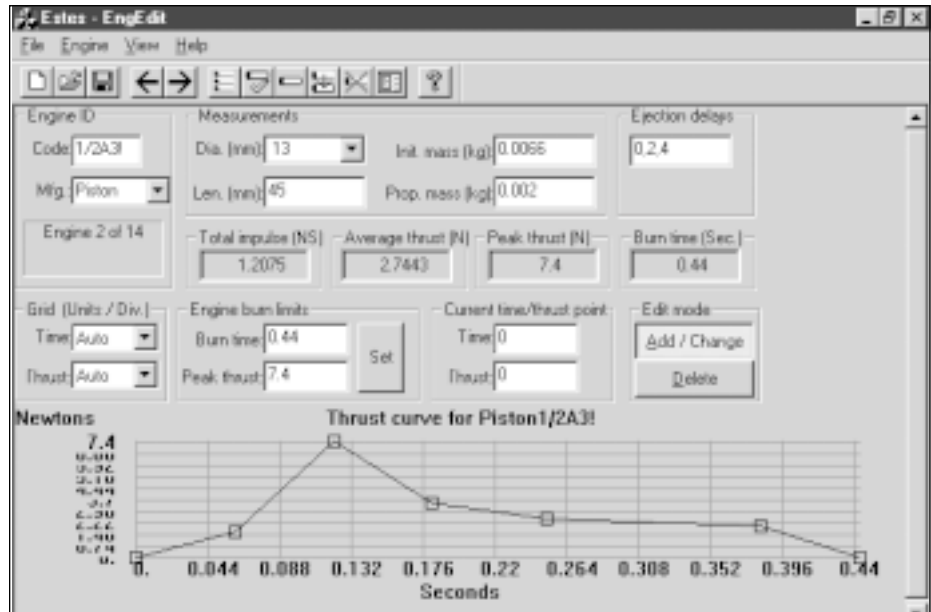 Estes - EngEdit
File Engine View Help
Engine ID
Code: 1/2A3!
Mfg.: Piston
Engine 2 of 14
Measurements
Dia. (mm): 13
Init. mass (kg): 0.0066
Len. (mm): 45
Prop. mass (kg): 0.002
Ejection delays
0,2,4
Total impulse (NS)
1.2075
Average thrust (N)
2.7443
Peak thrust (N)
7.4
Burn time (Sec.)
0.44
Grid (Units / Div.)
Time: Auto
Thrust: Auto
Engine burn limits
Burn time: 0.44
Peak thrust: 7.4
Set
Current time/thrust point
Time: 0
Thrust: 0
Edit mode
Add / Change
Delete
Newtons
Thrust curve for Piston1/2A3!
7.4
0.
0. 0.044 0.088 0.132 0.176 0.22 0.264 0.308 0.352 0.396 0.44
Seconds